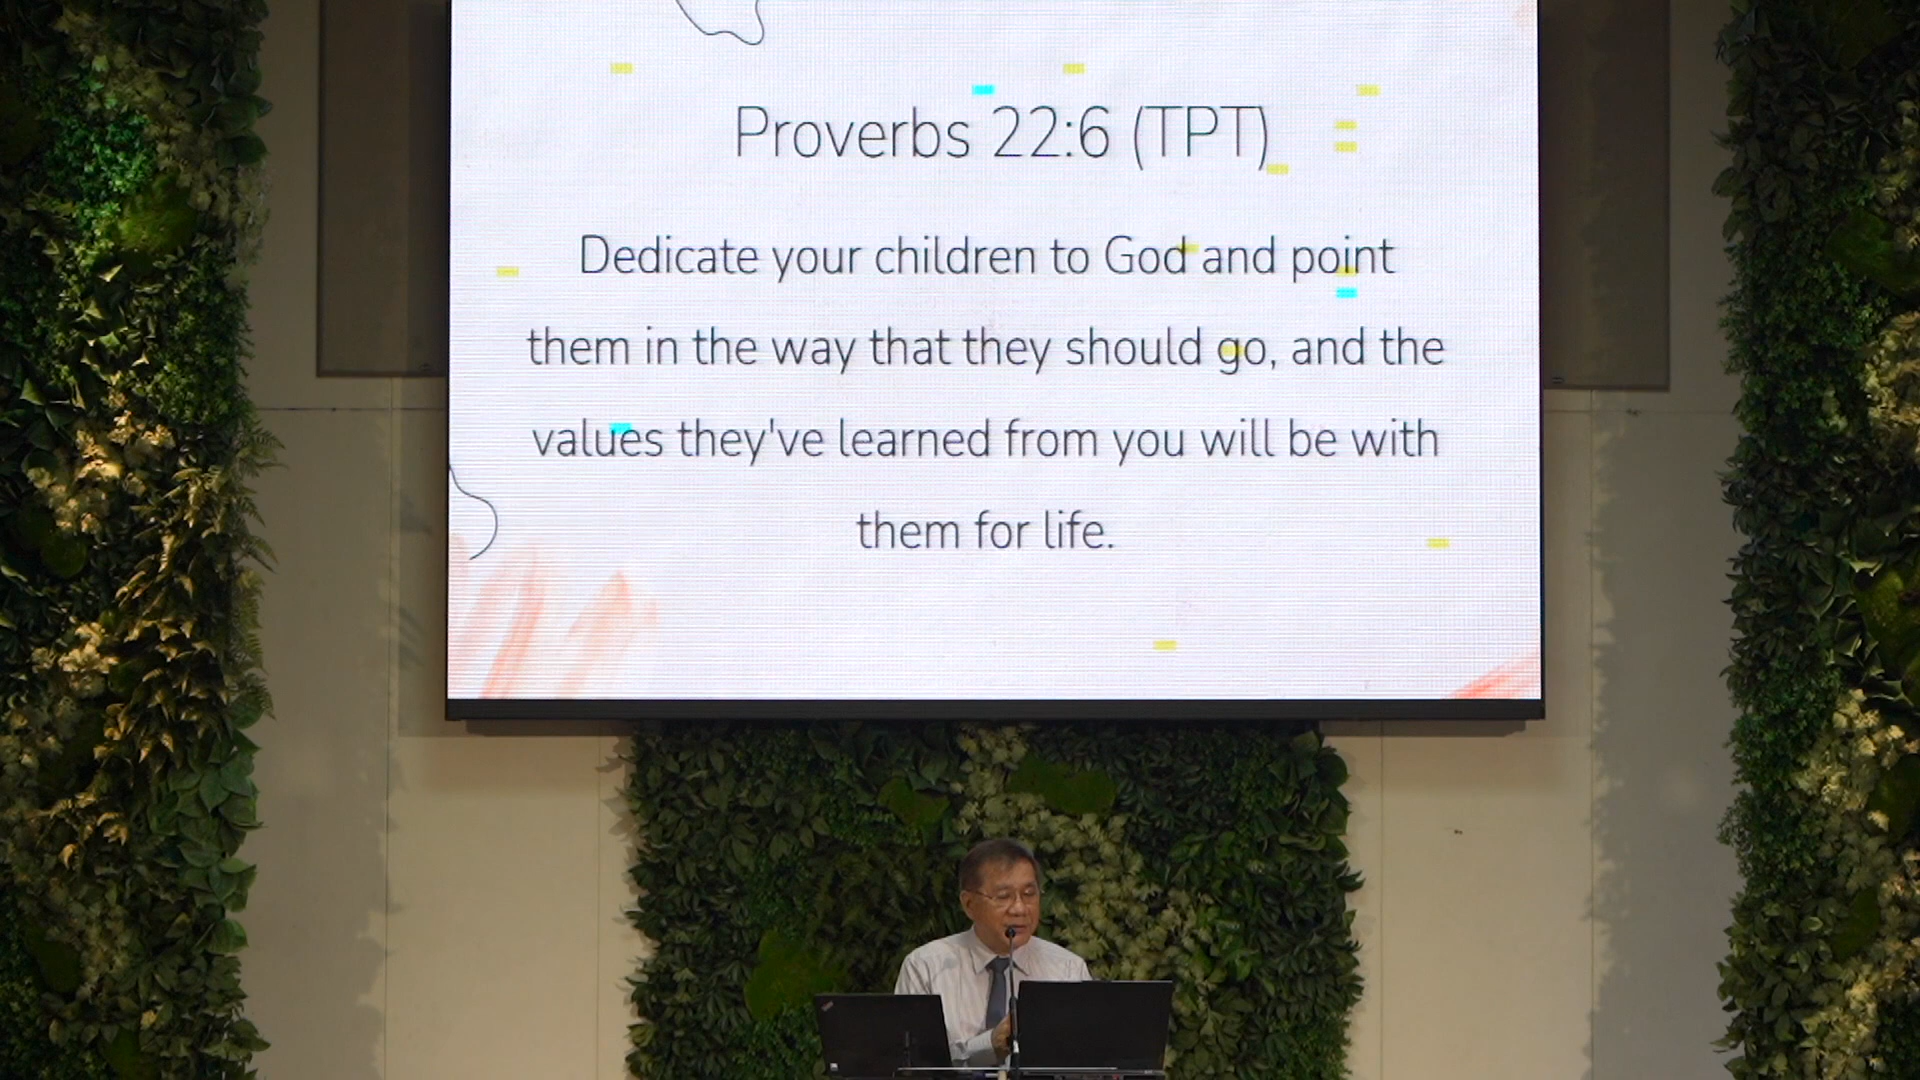 Proverbs 22:6 (TPT)
Dedicate your children to God and point
them in the way that they should go, and the
values they've learned from you will be with
them for life.